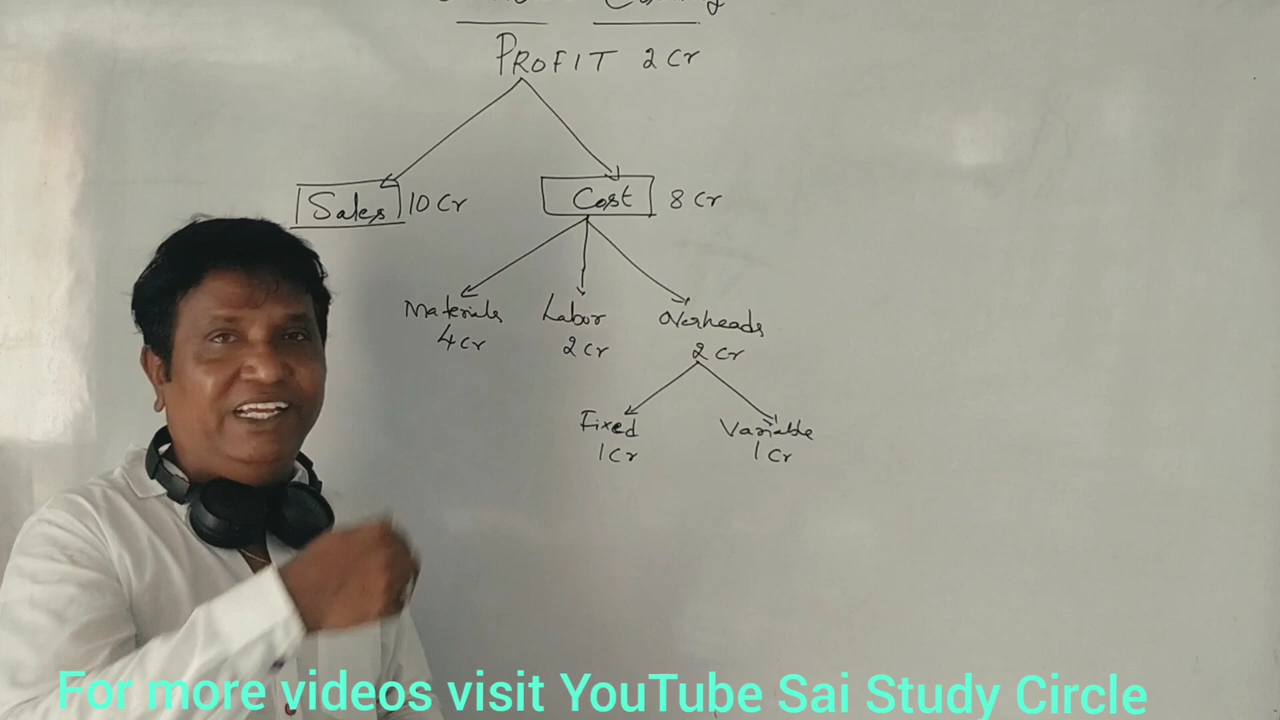 PROFIT 2 Cr
Sales 10 Cr
Cost 8 Cr
Materials Labor Overheads
4 Cr 2 Cr 2 Cr
Fixed Variable
1 Cr 1 Cr
For more videos visit YouTube Sai Study Circle